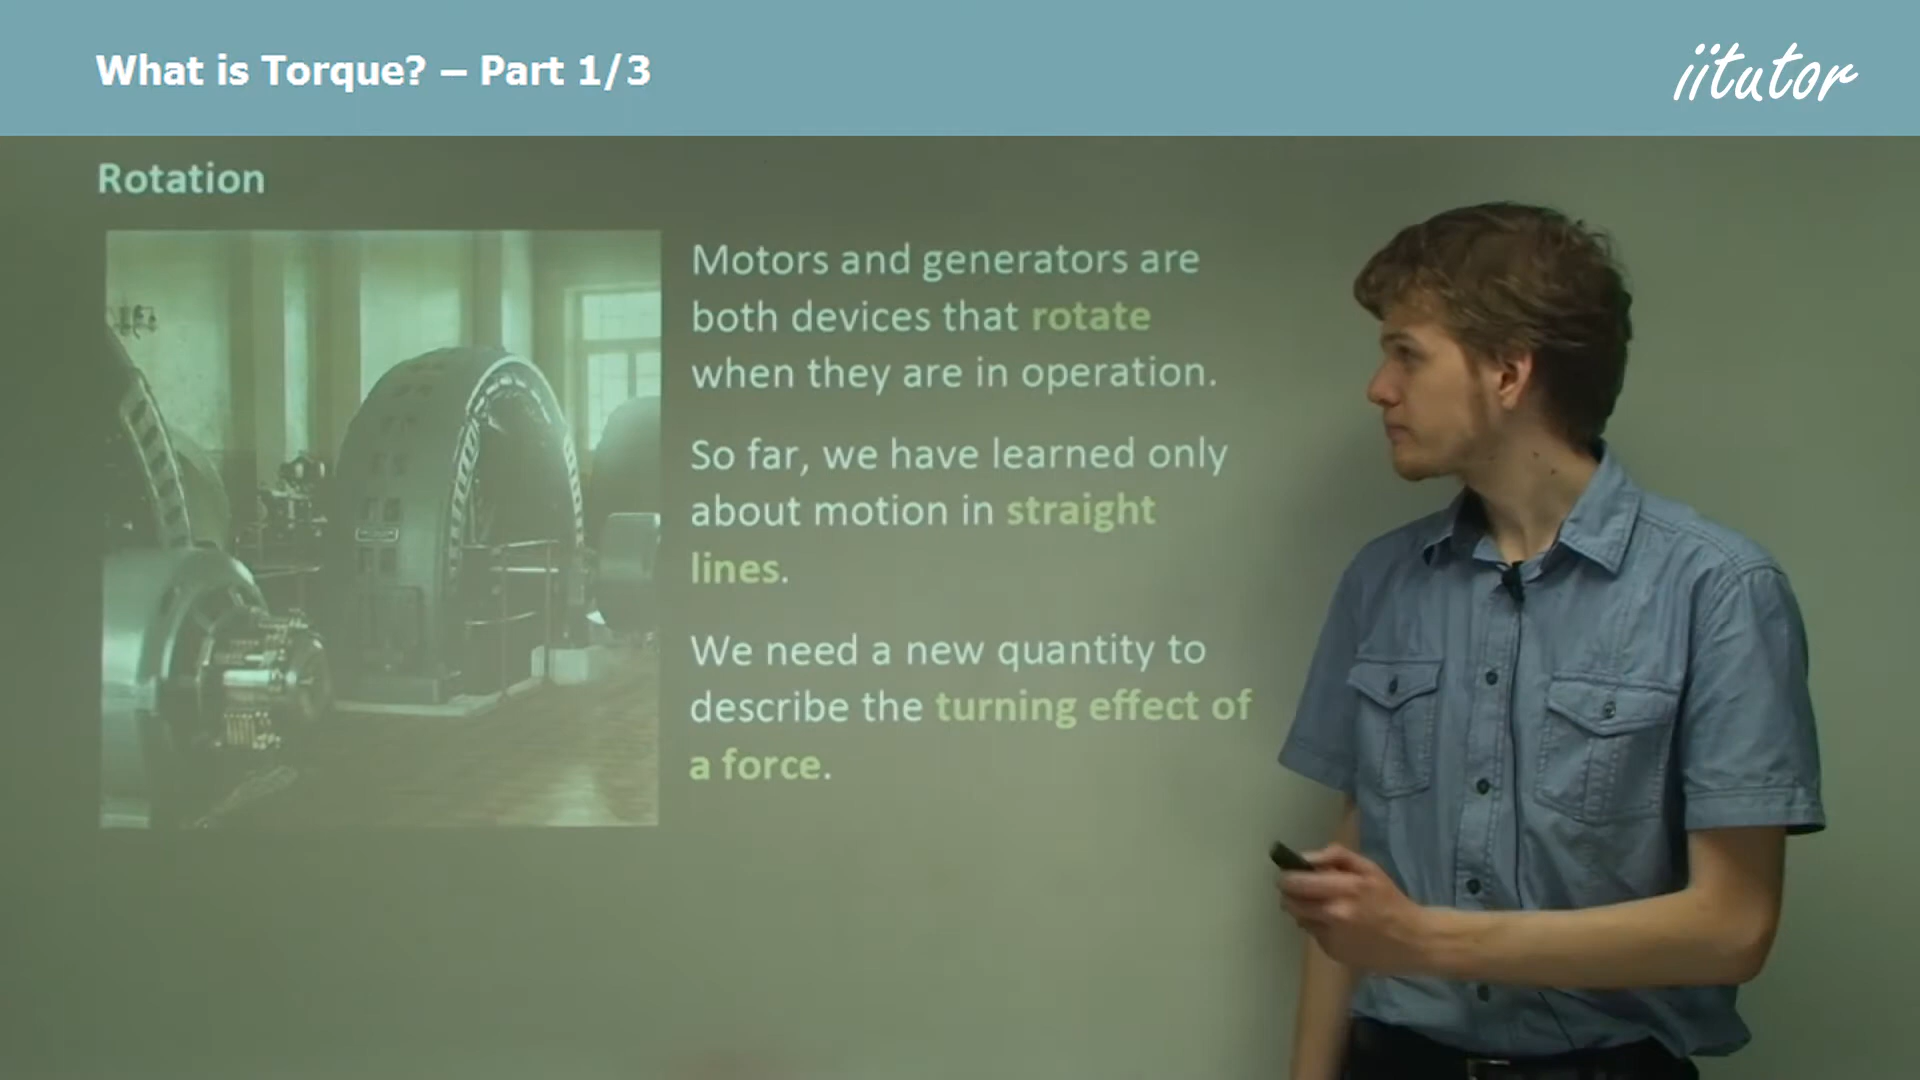 What is Torque? – Part 1/3
iitutor
Rotation
Motors and generators are
both devices that rotate
when they are in operation.
So far, we have learned only
about motion in straight
lines.
We need a new quantity to
describe the turning effect of
a force.